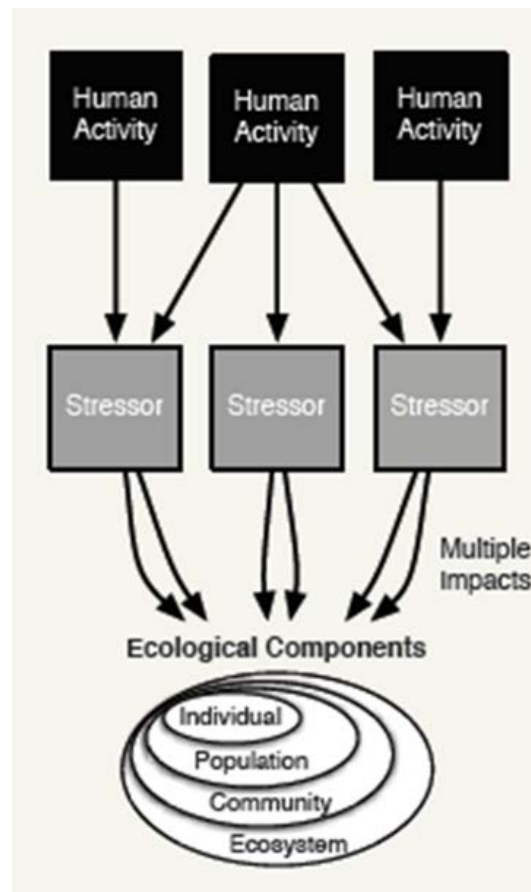 Human
Activity
Human
Activity
Human
Activity
Stressor
Stressor
Stressor
Multiple
Impacts
Ecological Components
Individual
Population
Community
Ecosystem